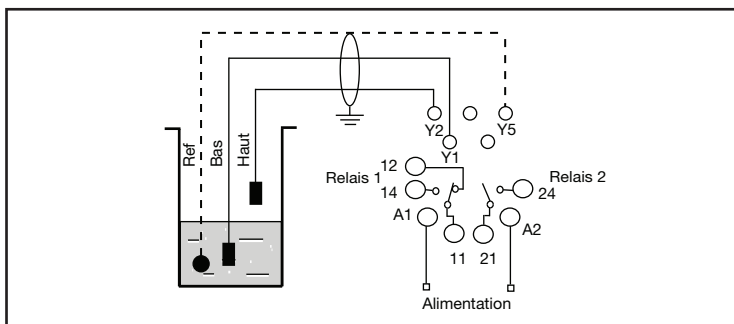 Ref
Bas
Haut
Y2
Y5
Y1
12
Relais 1
Relais 2
14
24
A1
A2
11
21
Alimentation